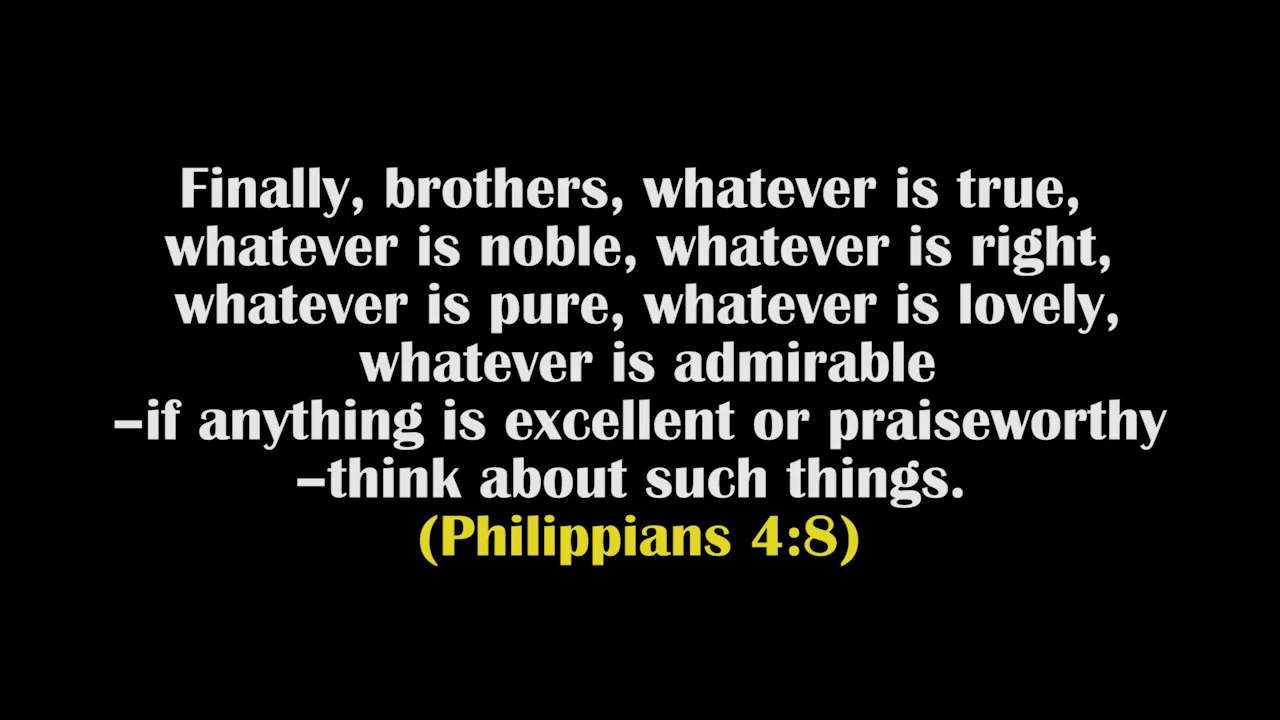 Finally, brothers, whatever is true,
whatever is noble, whatever is right,
whatever is pure, whatever is lovely,
whatever is admirable
–if anything is excellent or praiseworthy
–think about such things.
(Philippians 4:8)